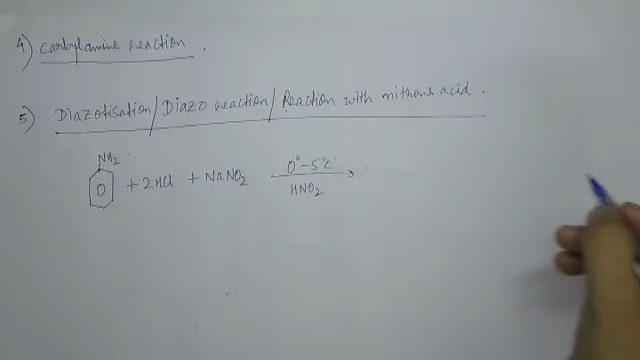 4) Carbylamine reaction .
5) Diazotisation/Diazo reaction/Reaction with nitrous acid .
NH2
+ 2HCl + NaNO2 0°-5°C
HNO2